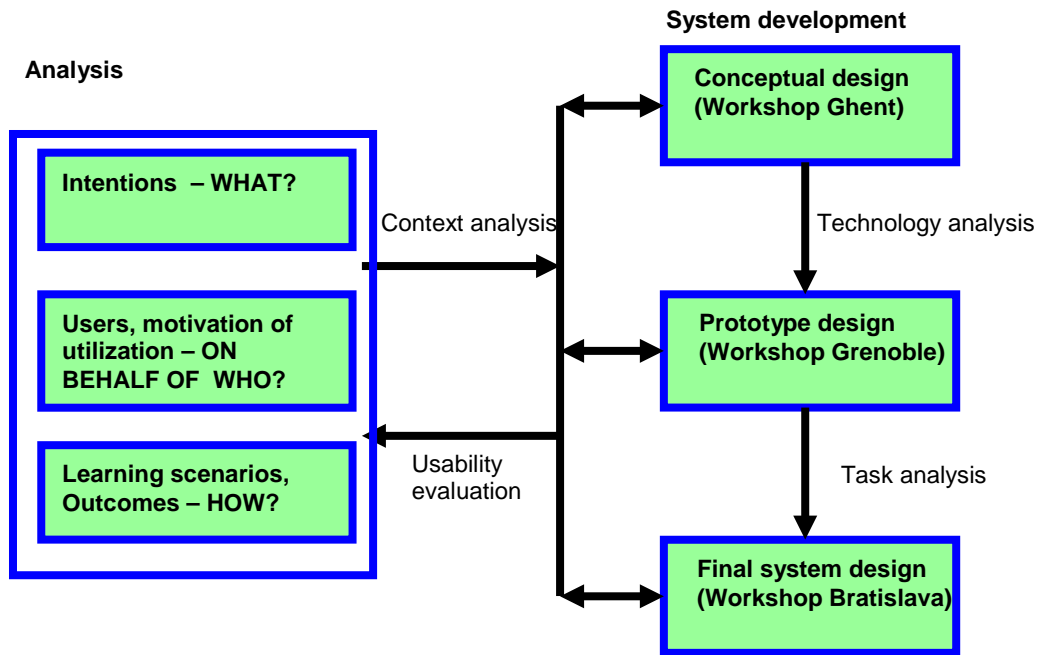 System development
Analysis
Conceptual design
(Workshop Ghent)
Intentions – WHAT?
Context analysis
Technology analysis
Users, motivation of
utilization – ON
BEHALF OF WHO?
Prototype design
(Workshop Grenoble)
Learning scenarios,
Outcomes – HOW?
Usability
evaluation
Task analysis
Final system design
(Workshop Bratislava)